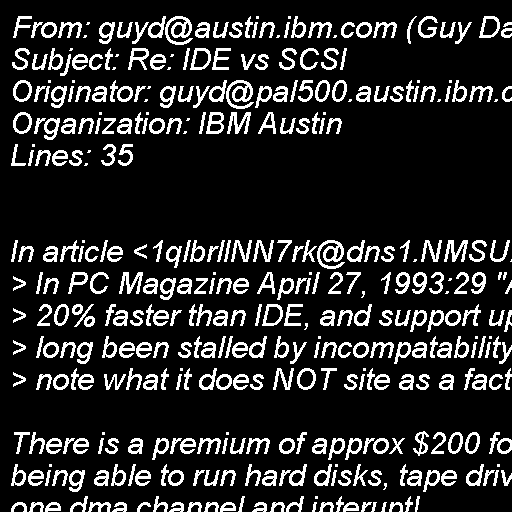 From: guyd@austin.ibm.com (Guy Da
Subject: Re: IDE vs SCSI
Originator: guyd@pal500.austin.ibm.c
Organization: IBM Austin
Lines: 35
In article <1qlbrlINN7rk@dns1.NMSU.
> In PC Magazine April 27, 1993:29 "A
> 20% faster than IDE, and support up
> long been stalled by incompatability
> note what it does NOT site as a fact
There is a premium of approx $200 fo
being able to run hard disks, tape driv
one dma channel and interupt!